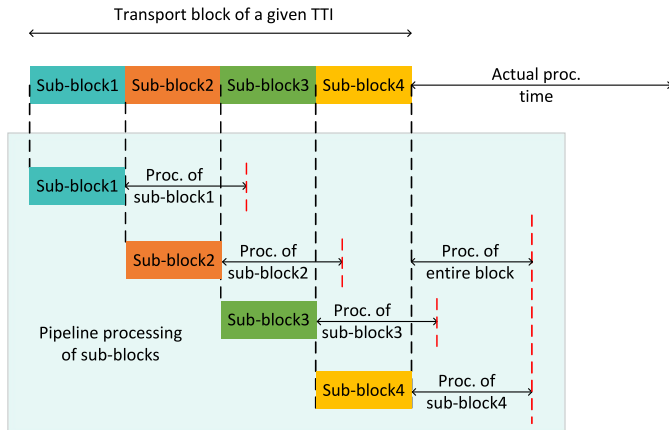 Transport block of a given TTI
Sub-block1 Sub-block2 Sub-block3 Sub-block4
Actual proc.
time
Sub-block1
Proc. of
sub-block1
Sub-block2
Proc. of
sub-block2
Proc. of
entire block
Sub-block3
Proc. of
sub-block3
Pipeline processing
of sub-blocks
Sub-block4
Proc. of
sub-block4